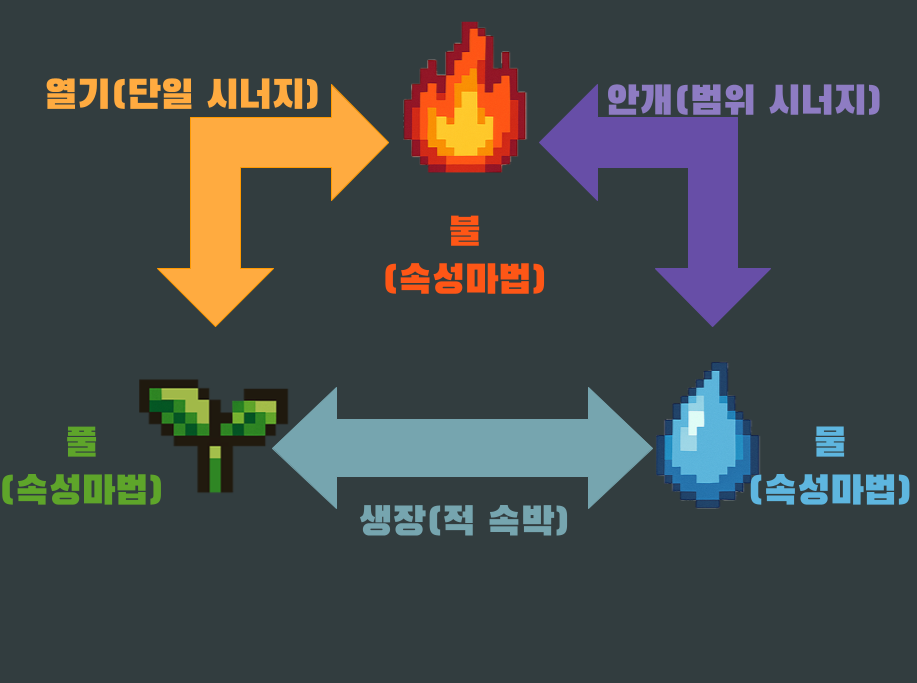 열기(단일 시너지)
안개(범위 시너지)
불
(속성마법)
풀
(속성마법)
물
(속성마법)
생장(적 속박)